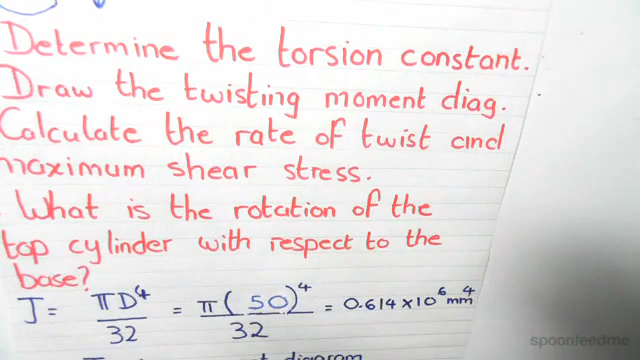 Determine the torsion constant.
Draw the twisting moment diag.
Calculate the rate of twist and
maximum shear stress.
What is the rotation of the
top cylinder with respect to the
base?
J = πD⁴/32 = π(50)⁴/32 = 0.614 × 10⁶ mm⁴
diagram
spoonfeedme